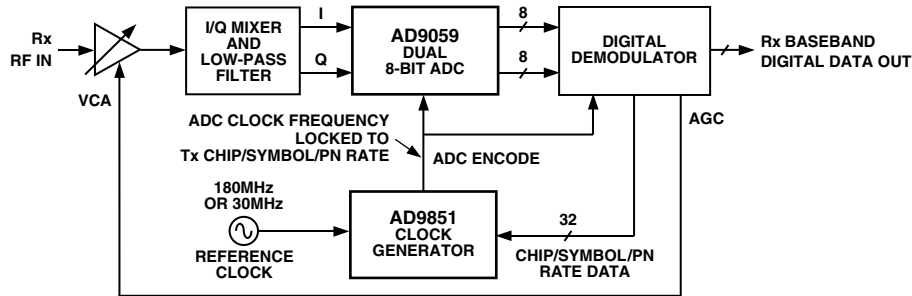 Rx
RF IN
VCA
I/Q MIXER
AND
LOW-PASS
FILTER
I
Q
AD9059
DUAL
8-BIT ADC
8
8
DIGITAL
DEMODULATOR
Rx BASEBAND
DIGITAL DATA OUT
AGC
ADC CLOCK FREQUENCY
LOCKED TO
Tx CHIP/SYMBOL/PN RATE
ADC ENCODE
180MHz
OR 30MHz
REFERENCE
CLOCK
AD9851
CLOCK
GENERATOR
32
CHIP/SYMBOL/PN
RATE DATA